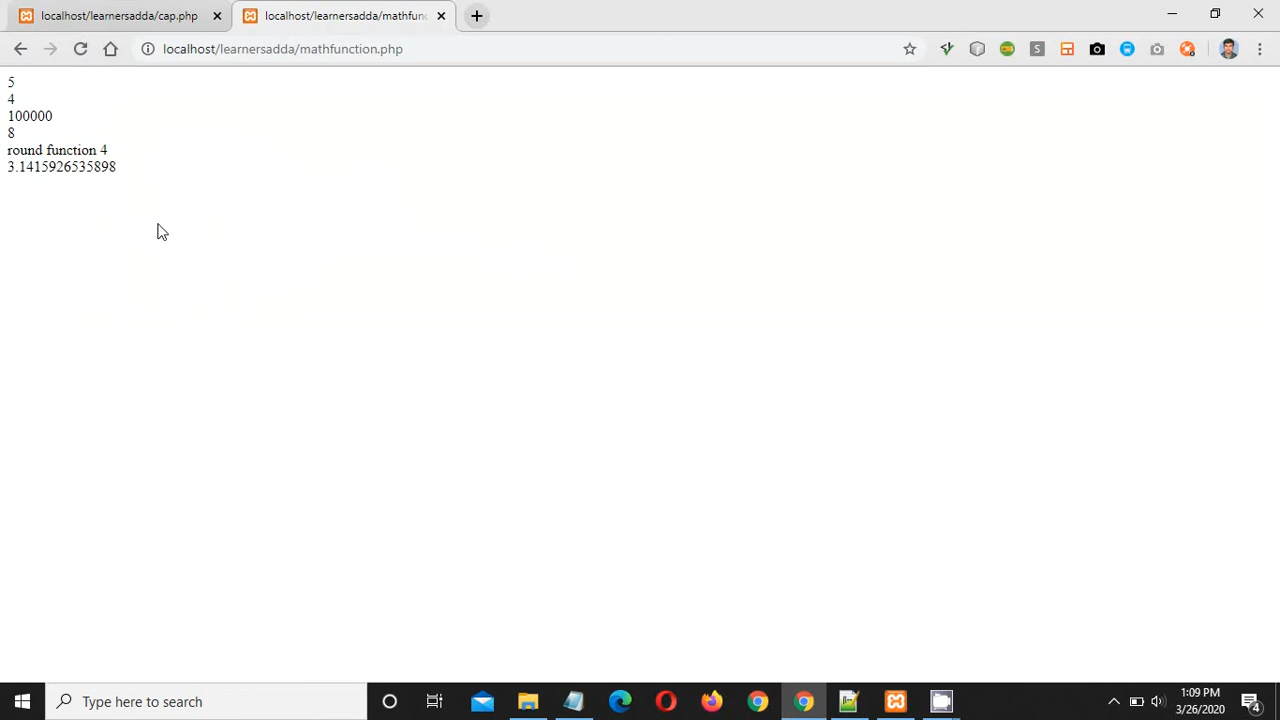 localhost/learnersadda/cap.php
localhost/learnersadda/mathfunc
localhost/learnersadda/mathfunction.php
5
4
100000
8
round function 4
3.1415926535898
Type here to search
1:09 PM
3/26/2020
4